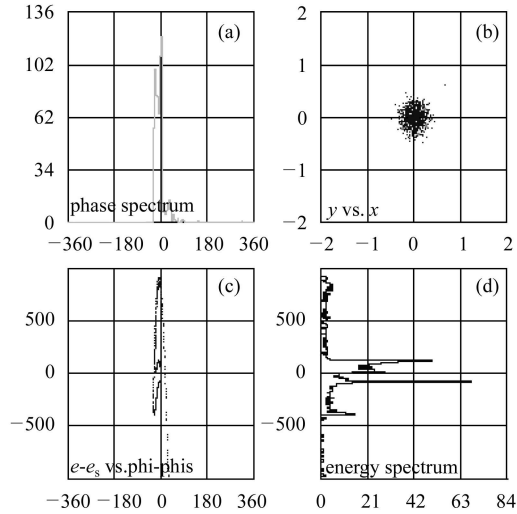 136
(a)
102
62
34
phase spectrum
0
−360 −180 0 180 360
2
(b)
1
0
−1
y vs. x
−2
−2 −1 0 1 2
(c)
500
0
−500
e-es vs.phi-phis
−360 −180 0 180 360
(d)
500
0
−500
energy spectrum
0 21 42 63 84